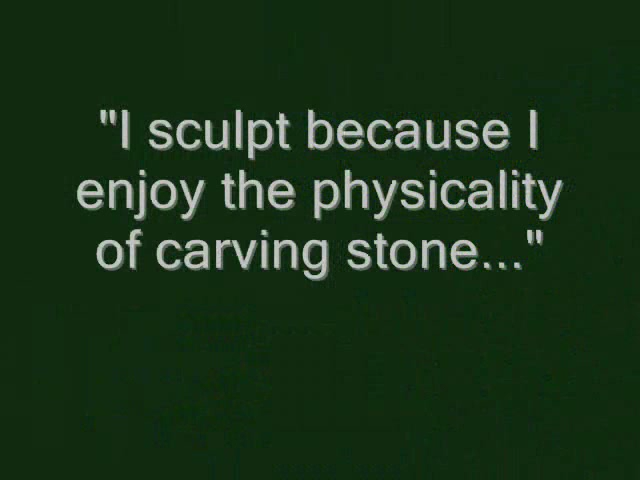 "I sculpt because I
enjoy the physicality
of carving stone..."